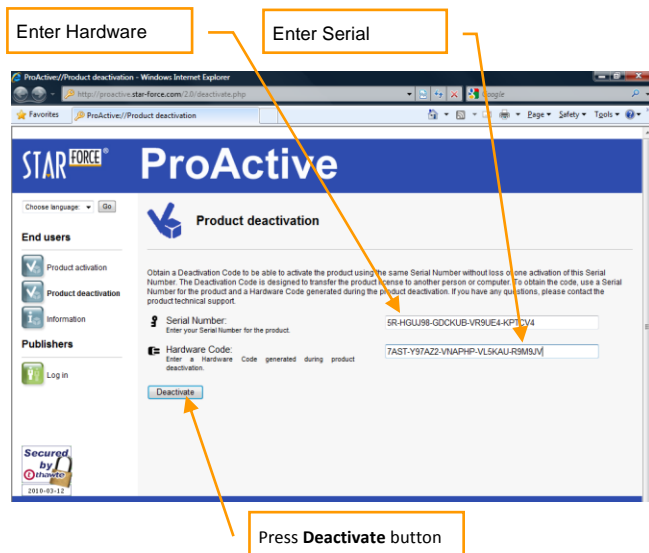 Enter Hardware
Enter Serial
ProActive://Product deactivation - Windows Internet Explorer
http://proactive.star-force.com/2.0/deactivate.php
Google
Favorites
ProActive://Product deactivation
Page
Safety
Tools
STAR FORCE®
ProActive
Choose language:
Go
Product deactivation
End users
Product activation
Product deactivation
Information
Publishers
Log in
Obtain a Deactivation Code to be able to activate the product using the same Serial Number without loss of one activation of this Serial
Number. The Deactivation Code is designed to transfer the product license to another person or computer. To obtain the code, use a Serial
Number for the product and a Hardware Code generated during the product deactivation. If you have any questions, please contact the
product technical support.
Serial Number:
Enter your Serial Number for the product.
5R-HGUJ98-GDCKUB-VR9UE4-KPTCV4
Hardware Code:
Enter a Hardware Code generated during product
deactivation.
7AST-Y97AZ2-VNAPHP-VL5KAU-R9M9JV
Deactivate
Secured
by
thawte
2010-03-12
Press Deactivate button